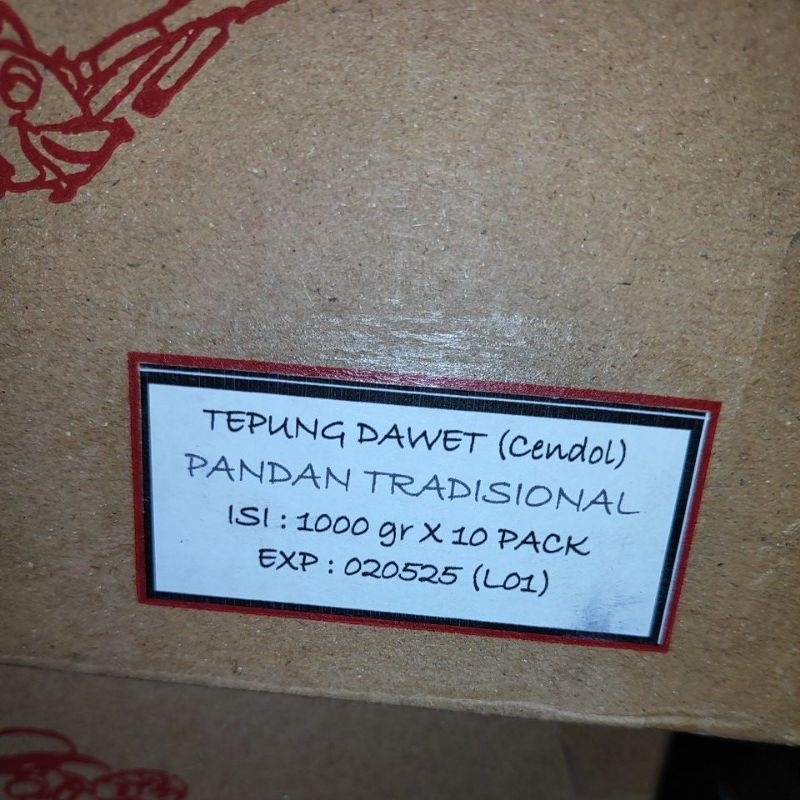 TEPUNG DAWET (Cendol)
PANDAN TRADISIONAL
ISI : 1000 gr X 10 PACK
EXP : 020525 (L01)